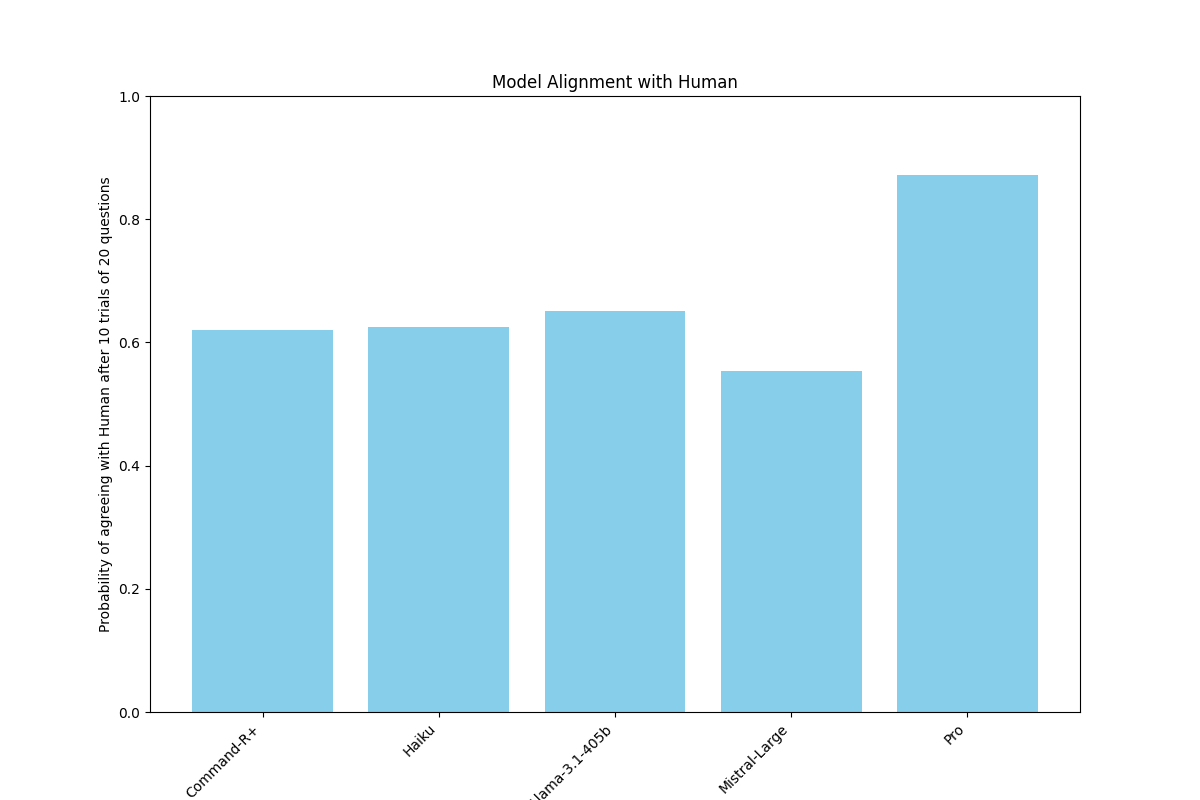 Model Alignment with Human
Probability of agreeing with Human after 10 trials of 20 questions
1.0
0.8
0.6
0.4
0.2
0.0
Command-R+
Haiku
lama-3.1-405b
Mistral-Large
Pro